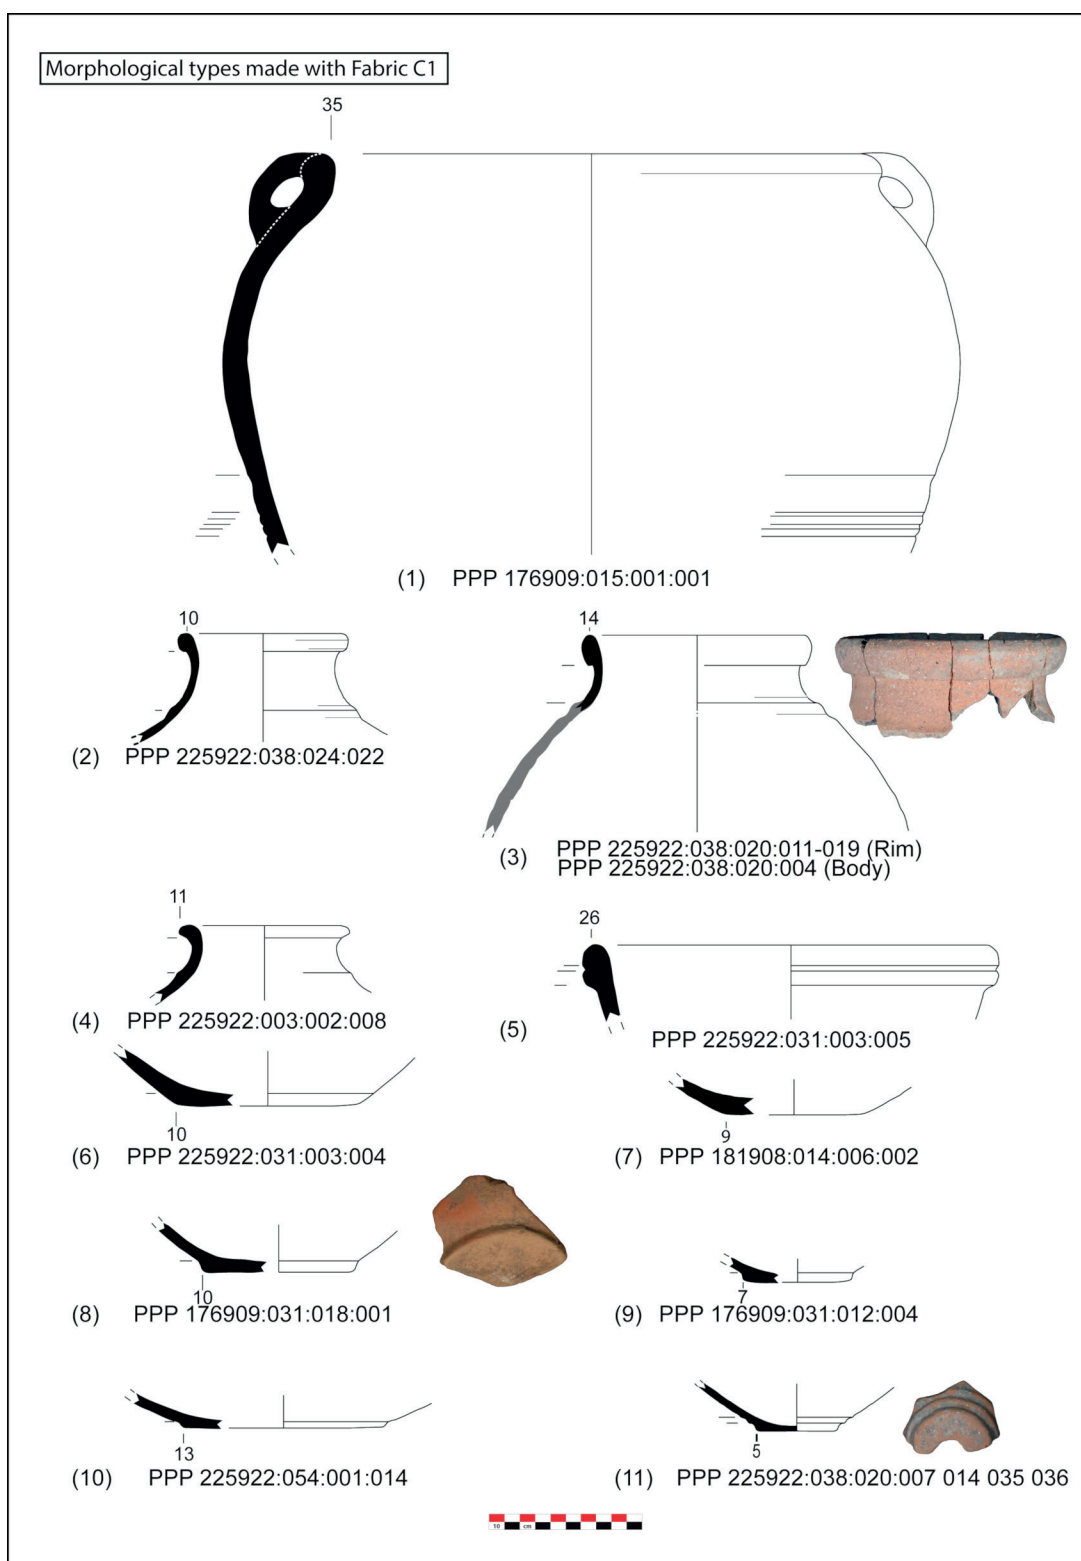 Morphological types made with Fabric C1
35
(1) PPP 176909:015:001:001
10
(2) PPP 225922:038:024:022
14
(3) PPP 225922:038:020:011-019 (Rim)
PPP 225922:038:020:004 (Body)
11
(4) PPP 225922:003:002:008
26
(5) PPP 225922:031:003:005
10
(6) PPP 225922:031:003:004
9
(7) PPP 181908:014:006:002
10
(8) PPP 176909:031:018:001
7
(9) PPP 176909:031:012:004
13
(10) PPP 225922:054:001:014
5
(11) PPP 225922:038:020:007 014 035 036
10 cm